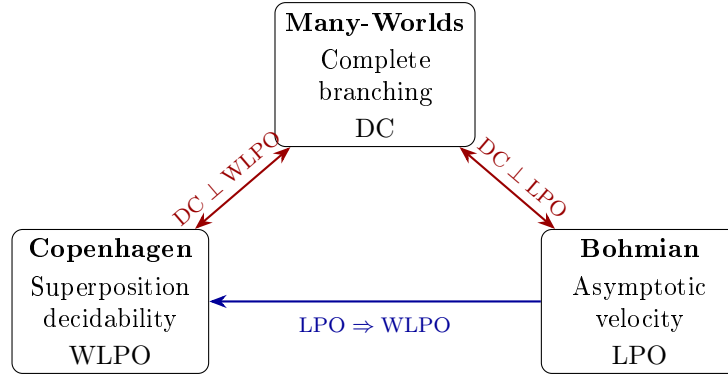 Many-Worlds
Complete
branching
DC
DC ⊥ WLPO
DC ⊥ LPO
Copenhagen
Superposition
decidability
WLPO
LPO ⇒ WLPO
Bohmian
Asymptotic
velocity
LPO